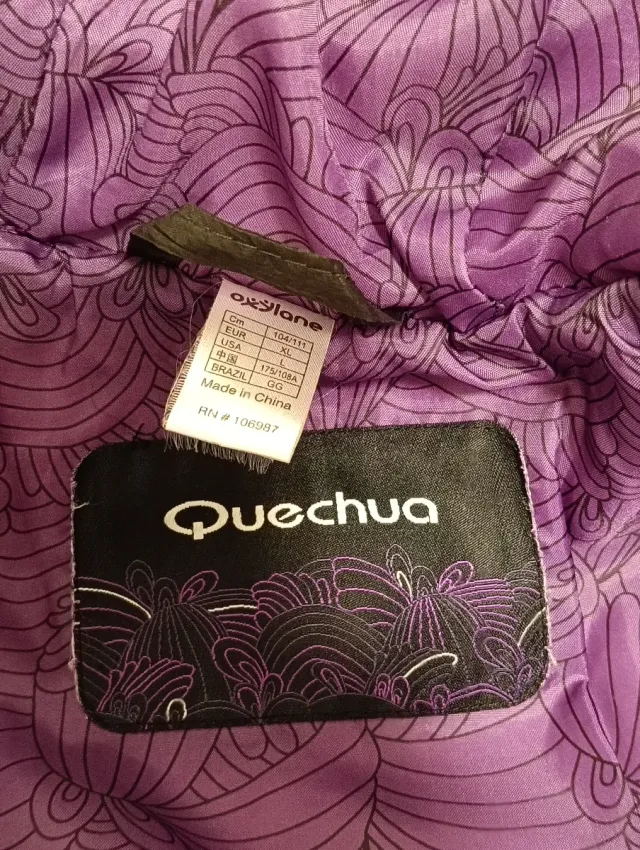 oxylane
Cm 104/111
EUR XL
USA L
中国 175/108A
BRAZIL GG
Made in China
RN # 106987
Quechua